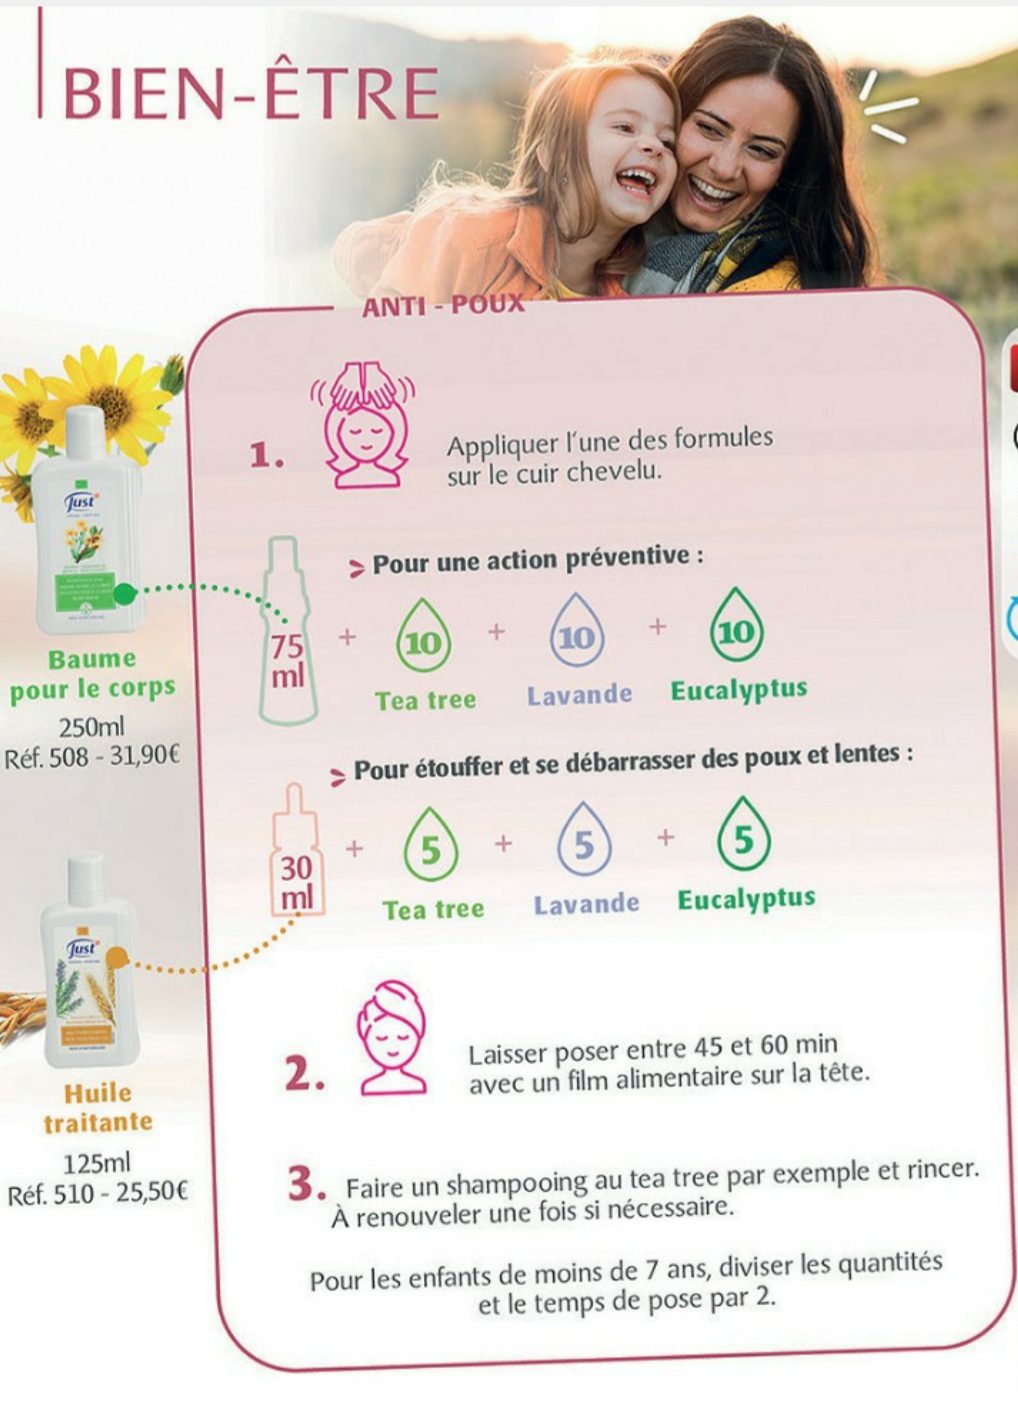 BIEN-ÊTRE
ANTI - POUX
1.
Appliquer l'une des formules
sur le cuir chevelu.
Just
Pour une action préventive :
75
ml
+
10
+
10
+
10
Tea tree
Lavande
Eucalyptus
Baume
pour le corps
250ml
Réf. 508 - 31,90€
Pour étouffer et se débarrasser des poux et lentes :
30
ml
+
5
+
5
+
5
Tea tree
Lavande
Eucalyptus
Just
Huile
traitante
125ml
Réf. 510 - 25,50€
2.
Laisser poser entre 45 et 60 min
avec un film alimentaire sur la tête.
3. Faire un shampooing au tea tree par exemple et rincer.
À renouveler une fois si nécessaire.
Pour les enfants de moins de 7 ans, diviser les quantités
et le temps de pose par 2.